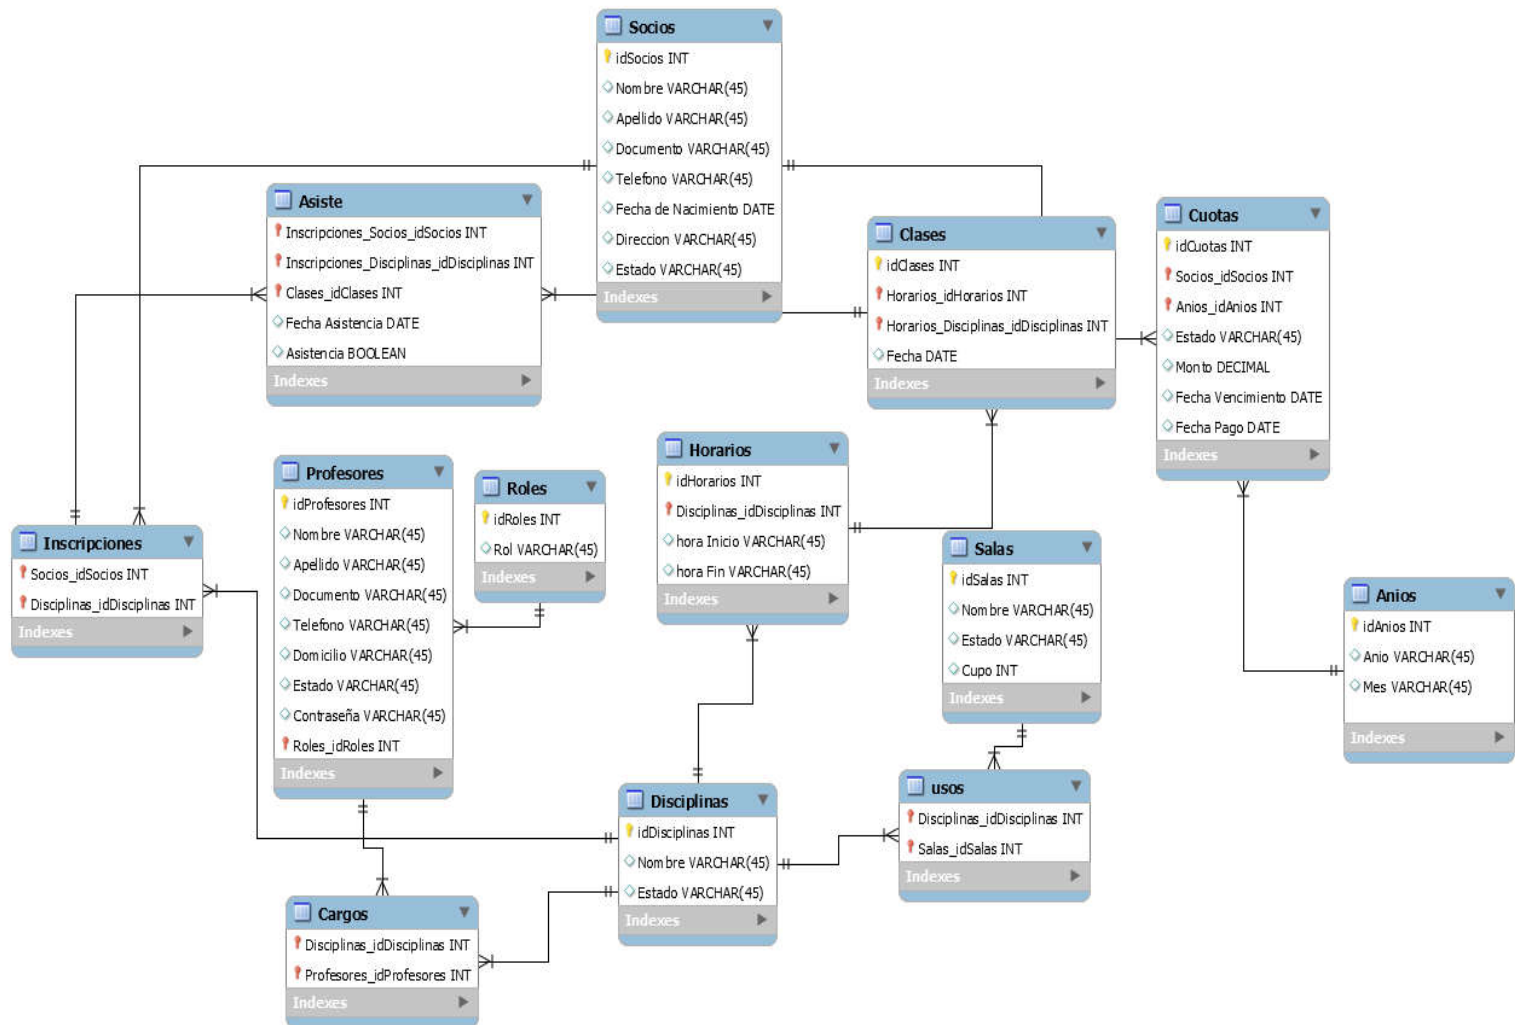 Socios
idSocios INT
Nombre VARCHAR(45)
Apellido VARCHAR(45)
Documento VARCHAR(45)
Telefono VARCHAR(45)
Fecha de Nacimiento DATE
Direccion VARCHAR(45)
Estado VARCHAR(45)
Indexes
Asiste
Inscripciones_Socios_idSocios INT
Inscripciones_Disciplinas_idDisciplinas INT
Clases_idClases INT
Fecha Asistencia DATE
Asistencia BOOLEAN
Indexes
Clases
idClases INT
Horarios_idHorarios INT
Horarios_Disciplinas_idDisciplinas INT
Fecha DATE
Indexes
Cuotas
idCuotas INT
Socios_idSocios INT
Anios_idAnios INT
Estado VARCHAR(45)
Monto DECIMAL
Fecha Vencimiento DATE
Fecha Pago DATE
Indexes
Inscripciones
Socios_idSocios INT
Disciplinas_idDisciplinas INT
Indexes
Profesores
idProfesores INT
Nombre VARCHAR(45)
Apellido VARCHAR(45)
Documento VARCHAR(45)
Telefono VARCHAR(45)
Domicilio VARCHAR(45)
Estado VARCHAR(45)
Contraseña VARCHAR(45)
Roles_idRoles INT
Indexes
Roles
idRoles INT
Rol VARCHAR(45)
Indexes
Horarios
idHorarios INT
Disciplinas_idDisciplinas INT
hora Inicio VARCHAR(45)
hora Fin VARCHAR(45)
Indexes
Salas
idSalas INT
Nombre VARCHAR(45)
Estado VARCHAR(45)
Cupo INT
Indexes
Anios
idAnios INT
Anio VARCHAR(45)
Mes VARCHAR(45)
Indexes
Disciplinas
idDisciplinas INT
Nombre VARCHAR(45)
Estado VARCHAR(45)
Indexes
usos
Disciplinas_idDisciplinas INT
Salas_idSalas INT
Indexes
Cargos
Disciplinas_idDisciplinas INT
Profesores_idProfesores INT
Indexes